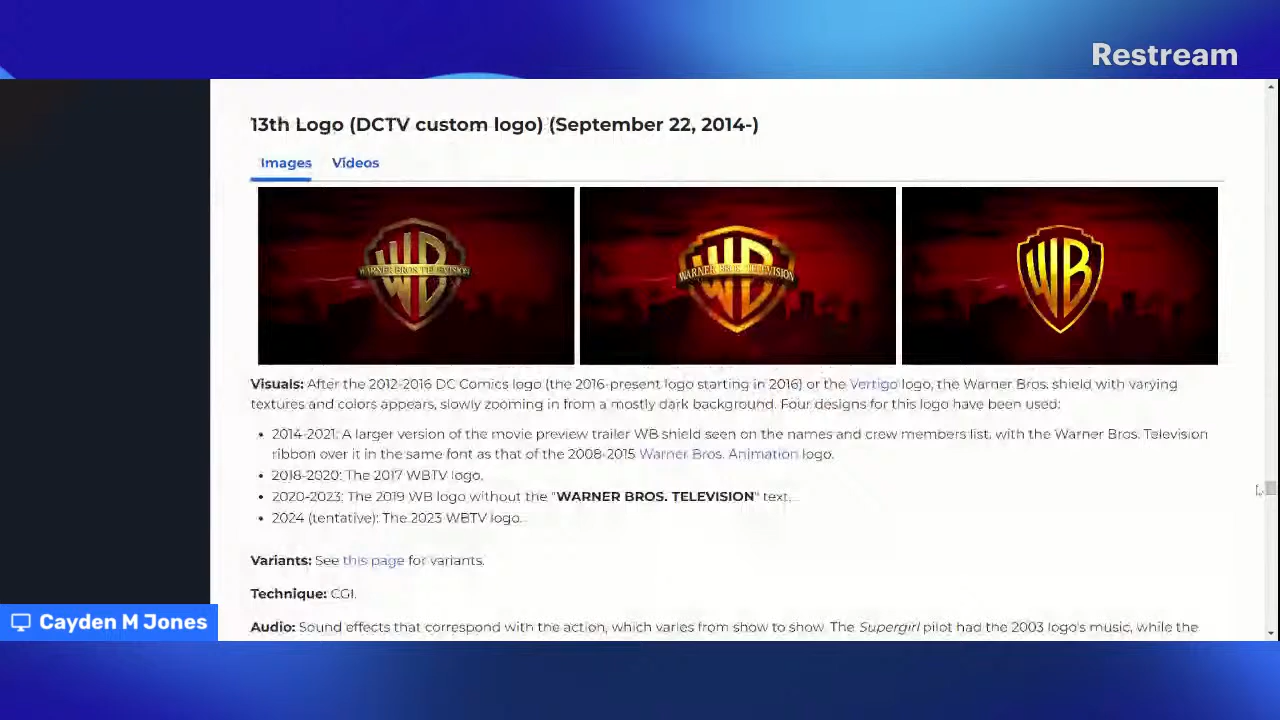 Restream
13th Logo (DCTV custom logo) (September 22, 2014-)
Images Videos
WARNER BROS. TELEVISION
WARNER BROS. TELEVISION
Visuals: After the 2012-2016 DC Comics logo (the 2016-present logo starting in 2016) or the Vertigo logo, the Warner Bros. shield with varying
textures and colors appears, slowly zooming in from a mostly dark background. Four designs for this logo have been used:
• 2014-2021: A larger version of the movie preview trailer WB shield seen on the names and crew members list, with the Warner Bros. Television
ribbon over it in the same font as that of the 2008-2015 Warner Bros. Animation logo.
• 2018-2020: The 2017 WBTV logo.
• 2020-2023: The 2019 WB logo without the "WARNER BROS. TELEVISION" text.
• 2024 (tentative): The 2023 WBTV logo.
Variants: See this page for variants.
Technique: CGI.
Cayden M Jones
Audio: Sound effects that correspond with the action, which varies from show to show. The Supergirl pilot had the 2003 logo's music, while the